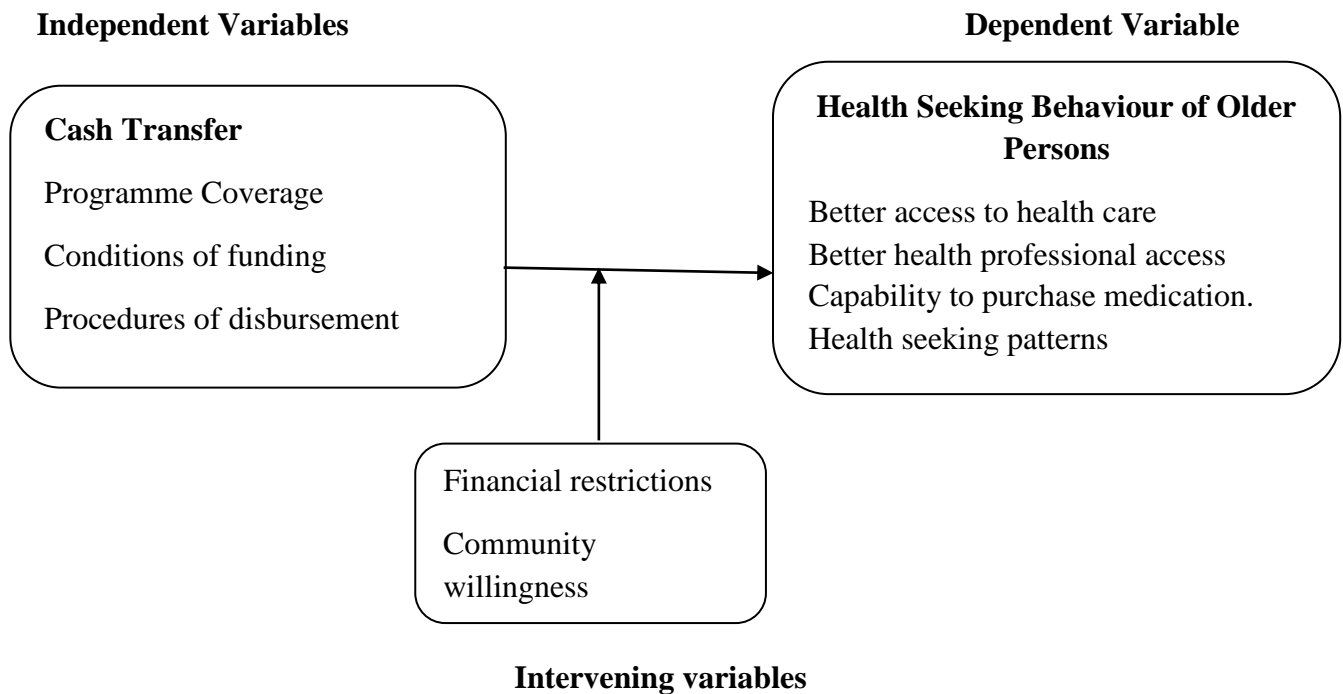 Independent Variables
Dependent Variable
Cash Transfer
Programme Coverage
Conditions of funding
Procedures of disbursement
Health Seeking Behaviour of Older
Persons
Better access to health care
Better health professional access
Capability to purchase medication.
Health seeking patterns
Financial restrictions
Community
willingness
Intervening variables